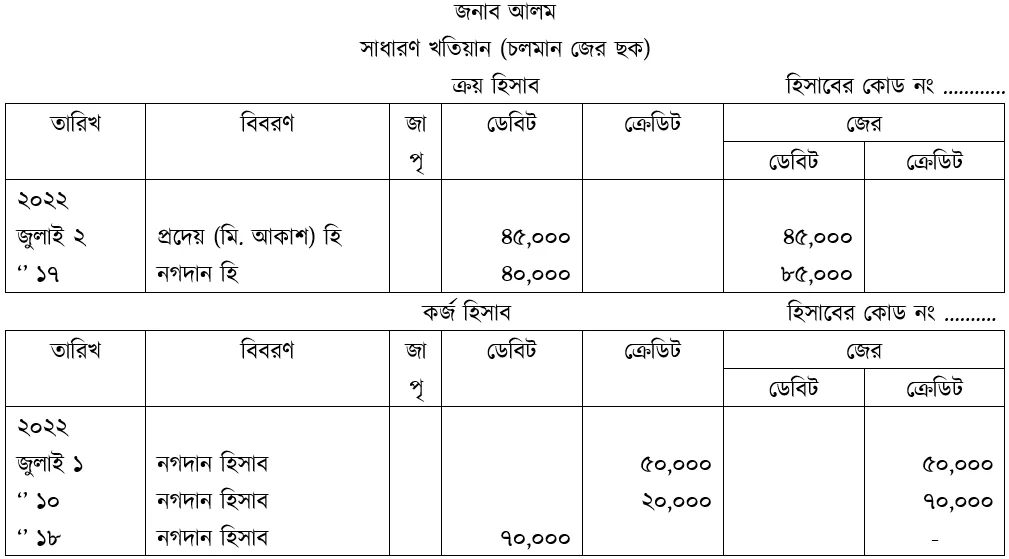 জনাব আলম
সাধারণ খতিয়ান (চলমান জের ছক)
ক্রয় হিসাব হিসাবের কোড নং ............
তারিখ বিবরণ জা পৃ ডেবিট ক্রেডিট জের
ডেবিট ক্রেডিট
২০২২
জুলাই ২ প্রদেয় (মি. আকাশ) হি ৪৫,০০০ ৪৫,০০০
‘’ ১৭ নগদান হি ৪০,০০০ ৮৫,০০০
কর্জ হিসাব হিসাবের কোড নং ..........
তারিখ বিবরণ জা পৃ ডেবিট ক্রেডিট জের
ডেবিট ক্রেডিট
২০২২
জুলাই ১ নগদান হিসাব ৫০,০০০ ৫০,০০০
‘’ ১০ নগদান হিসাব ২০,০০০ ৭০,০০০
‘’ ১৮ নগদান হিসাব ৭০,০০০ -